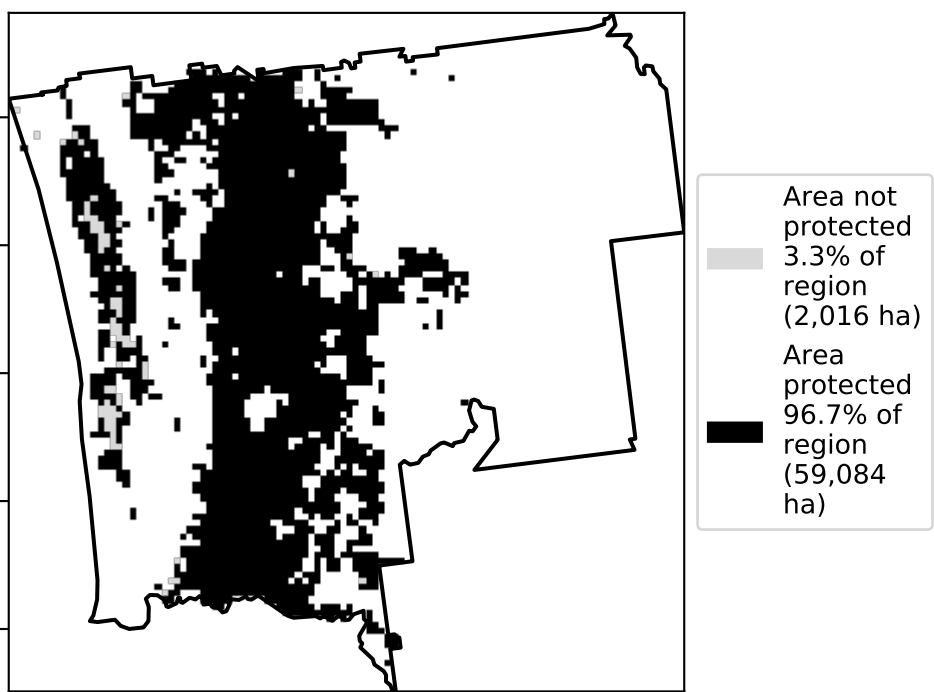 Area not
protected
3.3% of
region
(2,016 ha)
Area
protected
96.7% of
region
(59,084
ha)